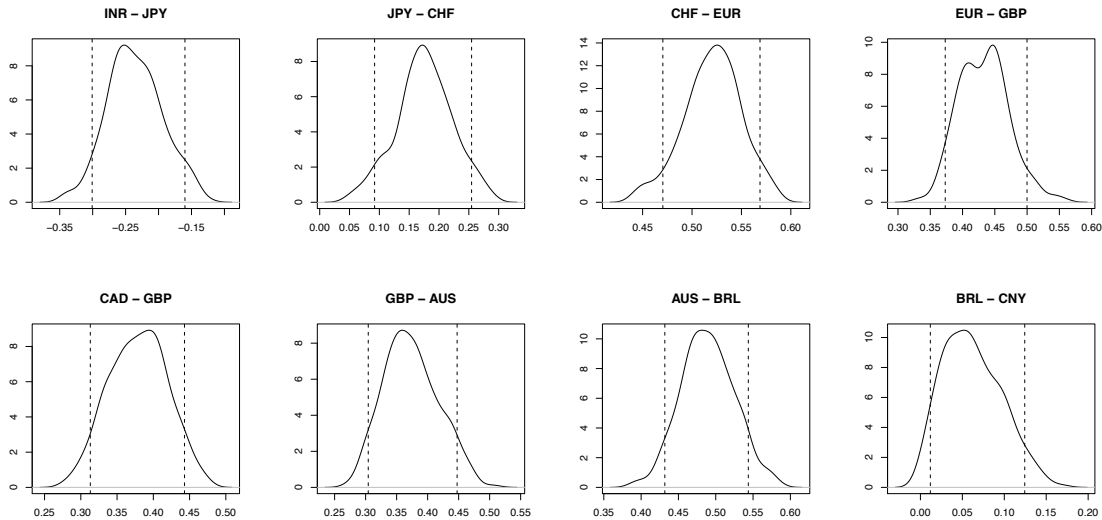 INR – JPY
JPY – CHF
CHF – EUR
EUR – GBP
0 2 4 6 8
0 2 4 6 8
0 2 4 6 8 10 12 14
0 2 4 6 8 10
−0.35 −0.25 −0.15
0.00 0.05 0.10 0.15 0.20 0.25 0.30
0.45 0.50 0.55 0.60
0.30 0.35 0.40 0.45 0.50 0.55 0.60
CAD – GBP
GBP – AUS
AUS – BRL
BRL – CNY
0 2 4 6 8
0 2 4 6 8
0 2 4 6 8 10
0 2 4 6 8 10
0.25 0.30 0.35 0.40 0.45 0.50
0.25 0.30 0.35 0.40 0.45 0.50 0.55
0.35 0.40 0.45 0.50 0.55 0.60
0.00 0.05 0.10 0.15 0.20